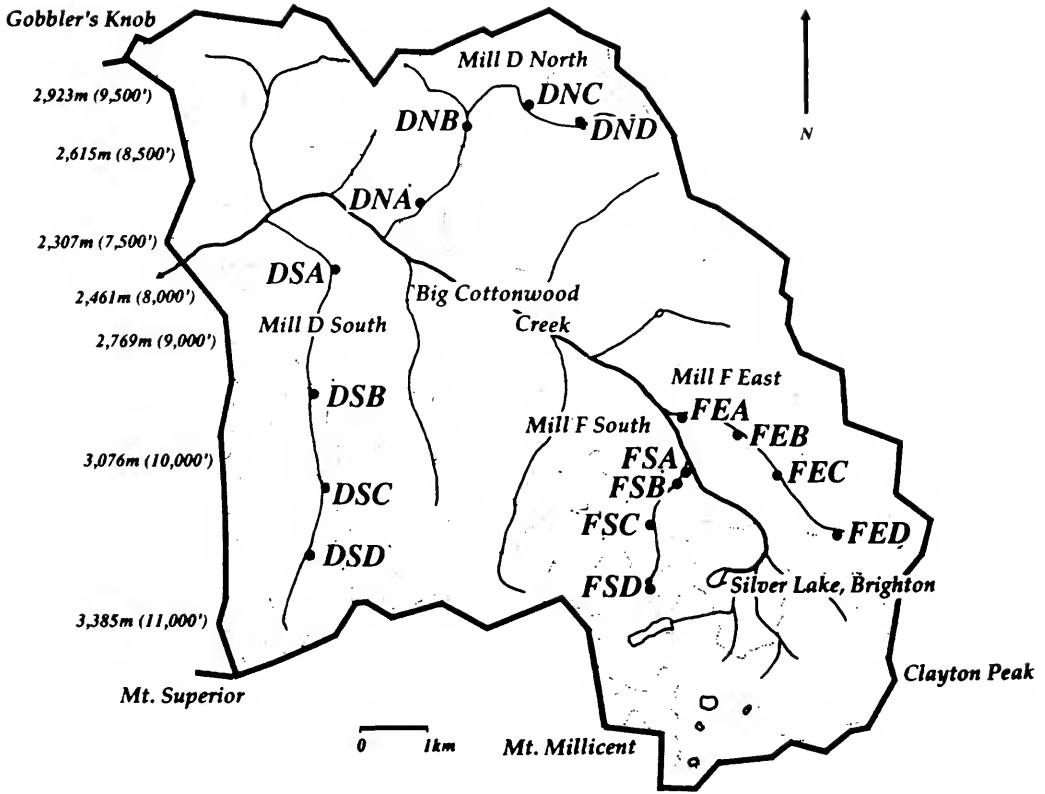 Gobbler's Knob
Mill D North
2,923m (9,500')
DNC
DNB
DND
N
2,615m (8,500')
DNA
2,307m (7,500')
DSA
2,461m (8,000')
Big Cottonwood
Creek
Mill D South
2,769m (9,000')
Mill F East
DSB
FEA
Mill F South
FEB
3,076m (10,000')
FSA
FEC
FSB
DSC
FSC
FED
DSD
FSD
Silver Lake, Brighton
3,385m (11,000')
Clayton Peak
Mt. Superior
0 1km
Mt. Millicent